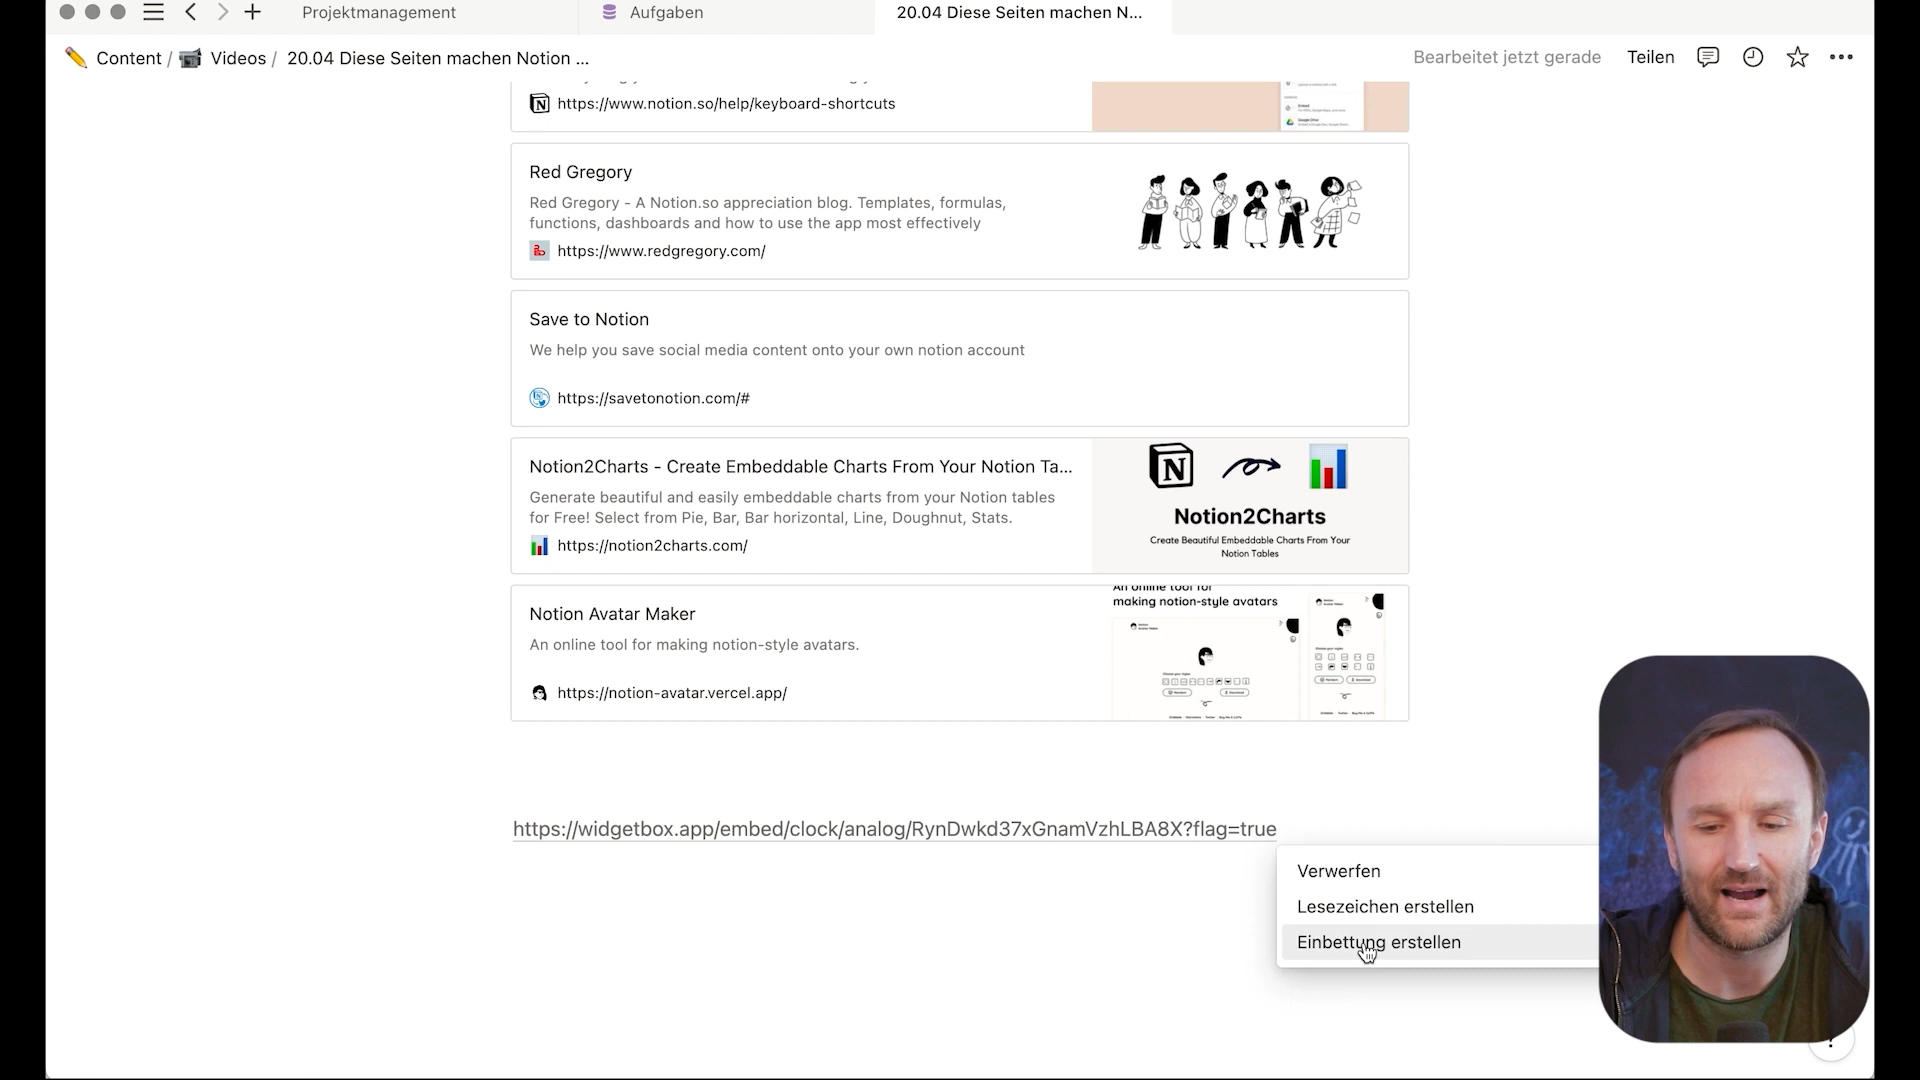 Projektmanagement
Aufgaben
20.04 Diese Seiten machen N...
Content / Videos / 20.04 Diese Seiten machen Notion ...
Bearbeitet jetzt gerade
Teilen
https://www.notion.so/help/keyboard-shortcuts
Embed
Google Drive
Red Gregory
Red Gregory - A Notion.so appreciation blog. Templates, formulas,
functions, dashboards and how to use the app most effectively
https://www.redgregory.com/
Save to Notion
We help you save social media content onto your own notion account
https://savetonotion.com/#
Notion2Charts - Create Embeddable Charts From Your Notion Ta...
Generate beautiful and easily embeddable charts from your Notion tables
for Free! Select from Pie, Bar, Bar horizontal, Line, Doughnut, Stats.
https://notion2charts.com/
Notion2Charts
Create Beautiful Embeddable Charts From Your
Notion Tables
Notion Avatar Maker
An online tool for making notion-style avatars.
https://notion-avatar.vercel.app/
An online tool for
making notion-style avatars
https://widgetbox.app/embed/clock/analog/RynDwkd37xGnamVzhLBA8X?flag=true
Verwerfen
Lesezeichen erstellen
Einbettung erstellen